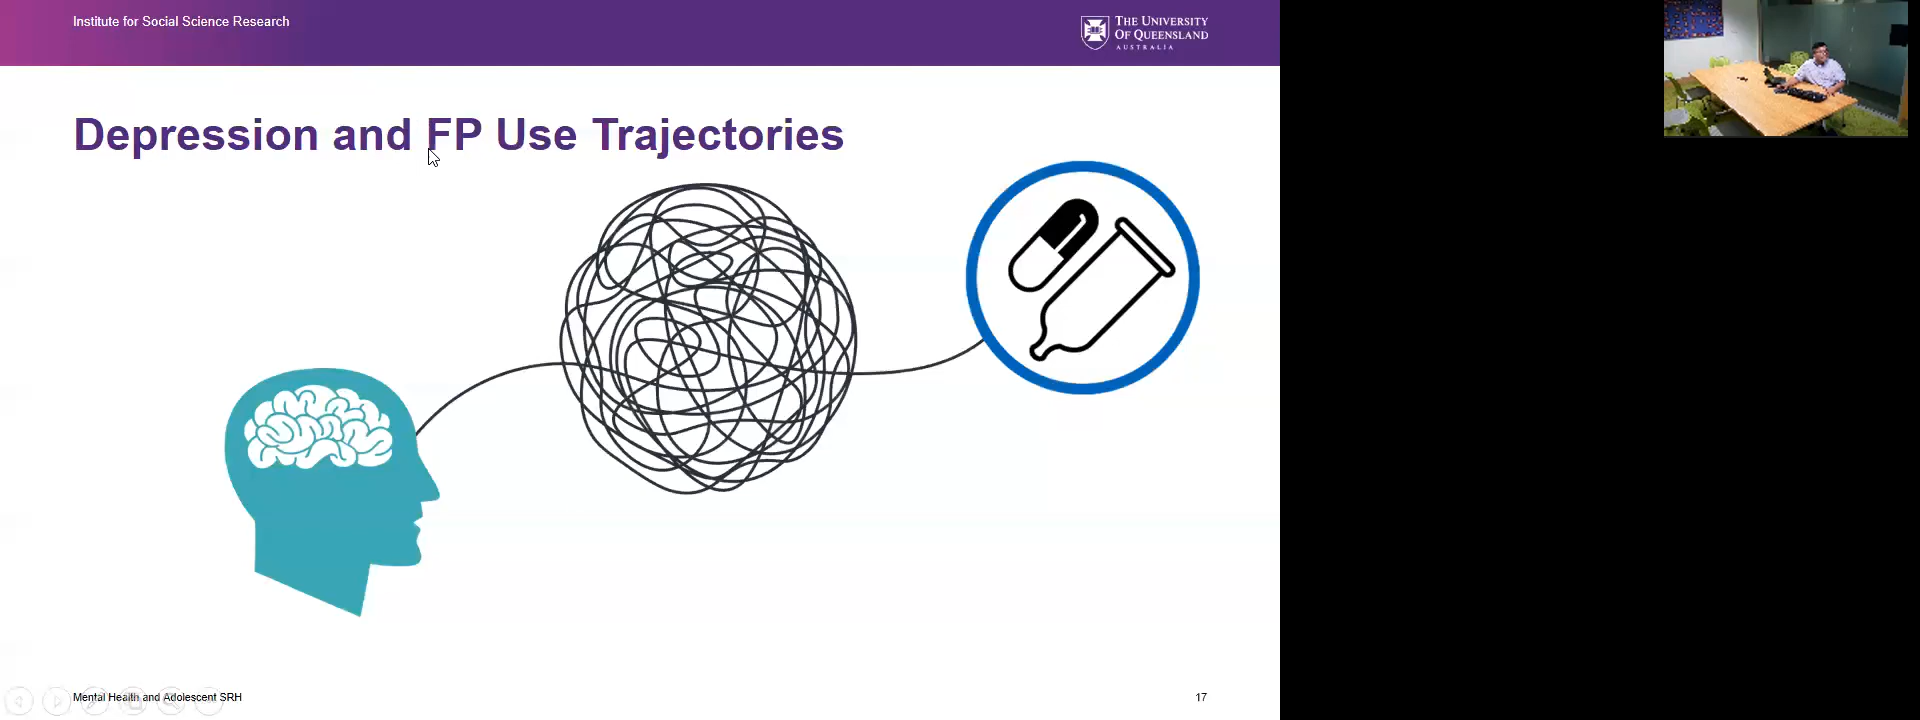 Institute for Social Science Research
THE UNIVERSITY
OF QUEENSLAND
AUSTRALIA
Depression and FP Use Trajectories
Mental Health and Adolescent SRH
17